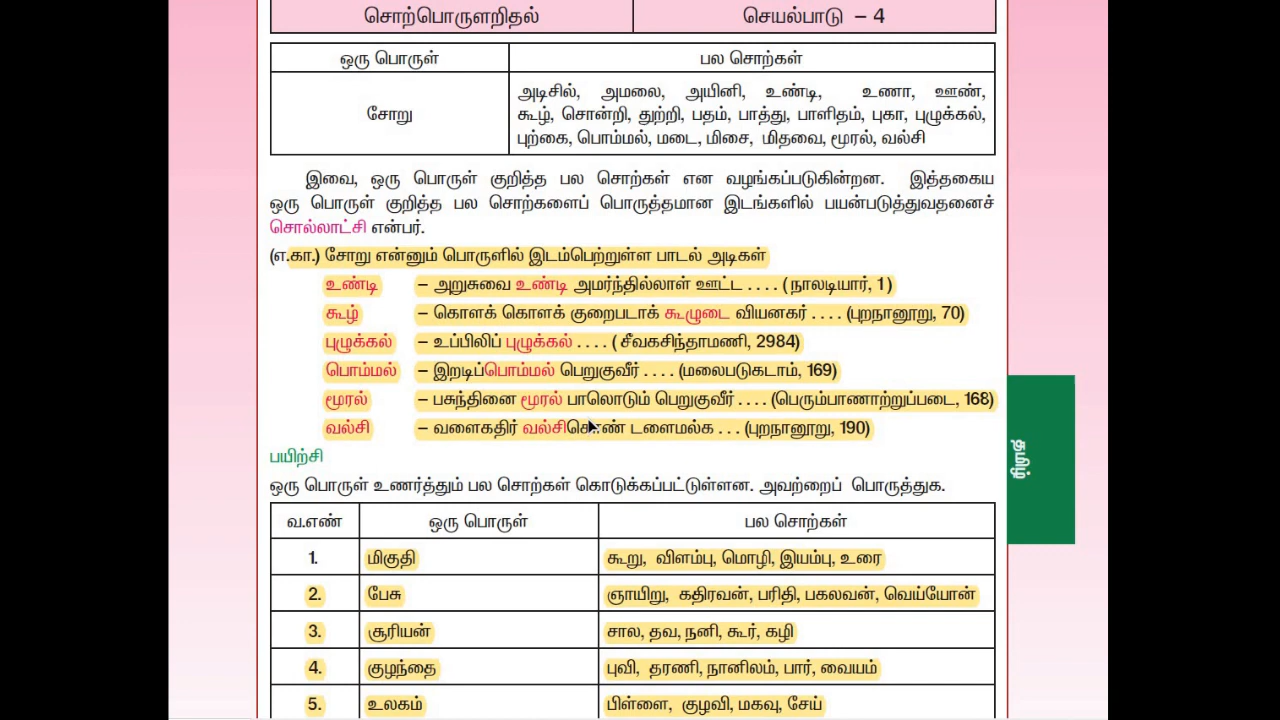 சொற்பொருளறிதல் செயல்பாடு – 4
ஒரு பொருள் பல சொற்கள்
சோறு
அடிசில், அமலை, அயினி, உண்டி, உணா, ஊண்,
கூழ், சொன்றி, துற்றி, பதம், பாத்து, பாளிதம், புகா, புழுக்கல்,
புற்கை, பொம்மல், மடை, மிசை, மிதவை, மூரல், வல்சி
இவை, ஒரு பொருள் குறித்த பல சொற்கள் என வழங்கப்படுகின்றன. இத்தகைய
ஒரு பொருள் குறித்த பல சொற்களைப் பொருத்தமான இடங்களில் பயன்படுத்துவதனைச்
சொல்லாட்சி என்பர்.
(எ.கா.) சோறு என்னும் பொருளில் இடம்பெற்றுள்ள பாடல் அடிகள்
உண்டி – அறுசுவை உண்டி அமர்ந்தில்லாள் ஊட்ட . . . . ( நாலடியார், 1 )
கூழ் – கொளக் கொளக் குறைபடாக் கூழுடை வியனகர் . . . . (புறநானூறு, 70)
புழுக்கல் – உப்பிலிப் புழுக்கல் . . . . ( சீவகசிந்தாமணி, 2984)
பொம்மல் – இறடிப்பொம்மல் பெறுகுவீர் . . . . (மலைபடுகடாம், 169)
மூரல் – பசுந்தினை மூரல் பாலொடும் பெறுகுவீர் . . . . (பெரும்பாணாற்றுப்படை, 168)
வல்சி – வளைகதிர் வல்சிகொண் டளைமல்க . . . (புறநானூறு, 190)
பயிற்சி
ஒரு பொருள் உணர்த்தும் பல சொற்கள் கொடுக்கப்பட்டுள்ளன. அவற்றைப் பொருத்துக.
வ.எண் ஒரு பொருள் பல சொற்கள்
1. மிகுதி கூறு, விளம்பு, மொழி, இயம்பு, உரை
2. பேசு ஞாயிறு, கதிரவன், பரிதி, பகலவன், வெய்யோன்
3. சூரியன் சால, தவ, நனி, கூர், கழி
4. குழந்தை புவி, தரணி, நானிலம், பார், வையம்
5. உலகம் பிள்ளை, குழவி, மகவு, சேய்
தமிழ்